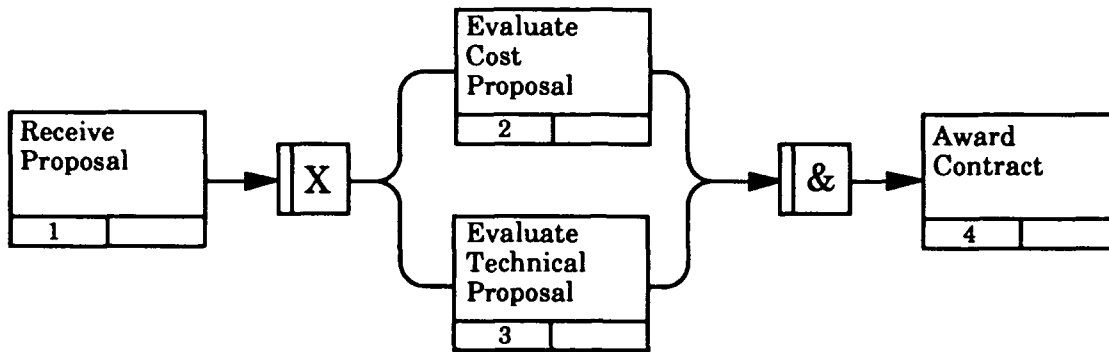 Receive
Proposal
1
X
Evaluate
Cost
Proposal
2
Evaluate
Technical
Proposal
3
&
Award
Contract
4